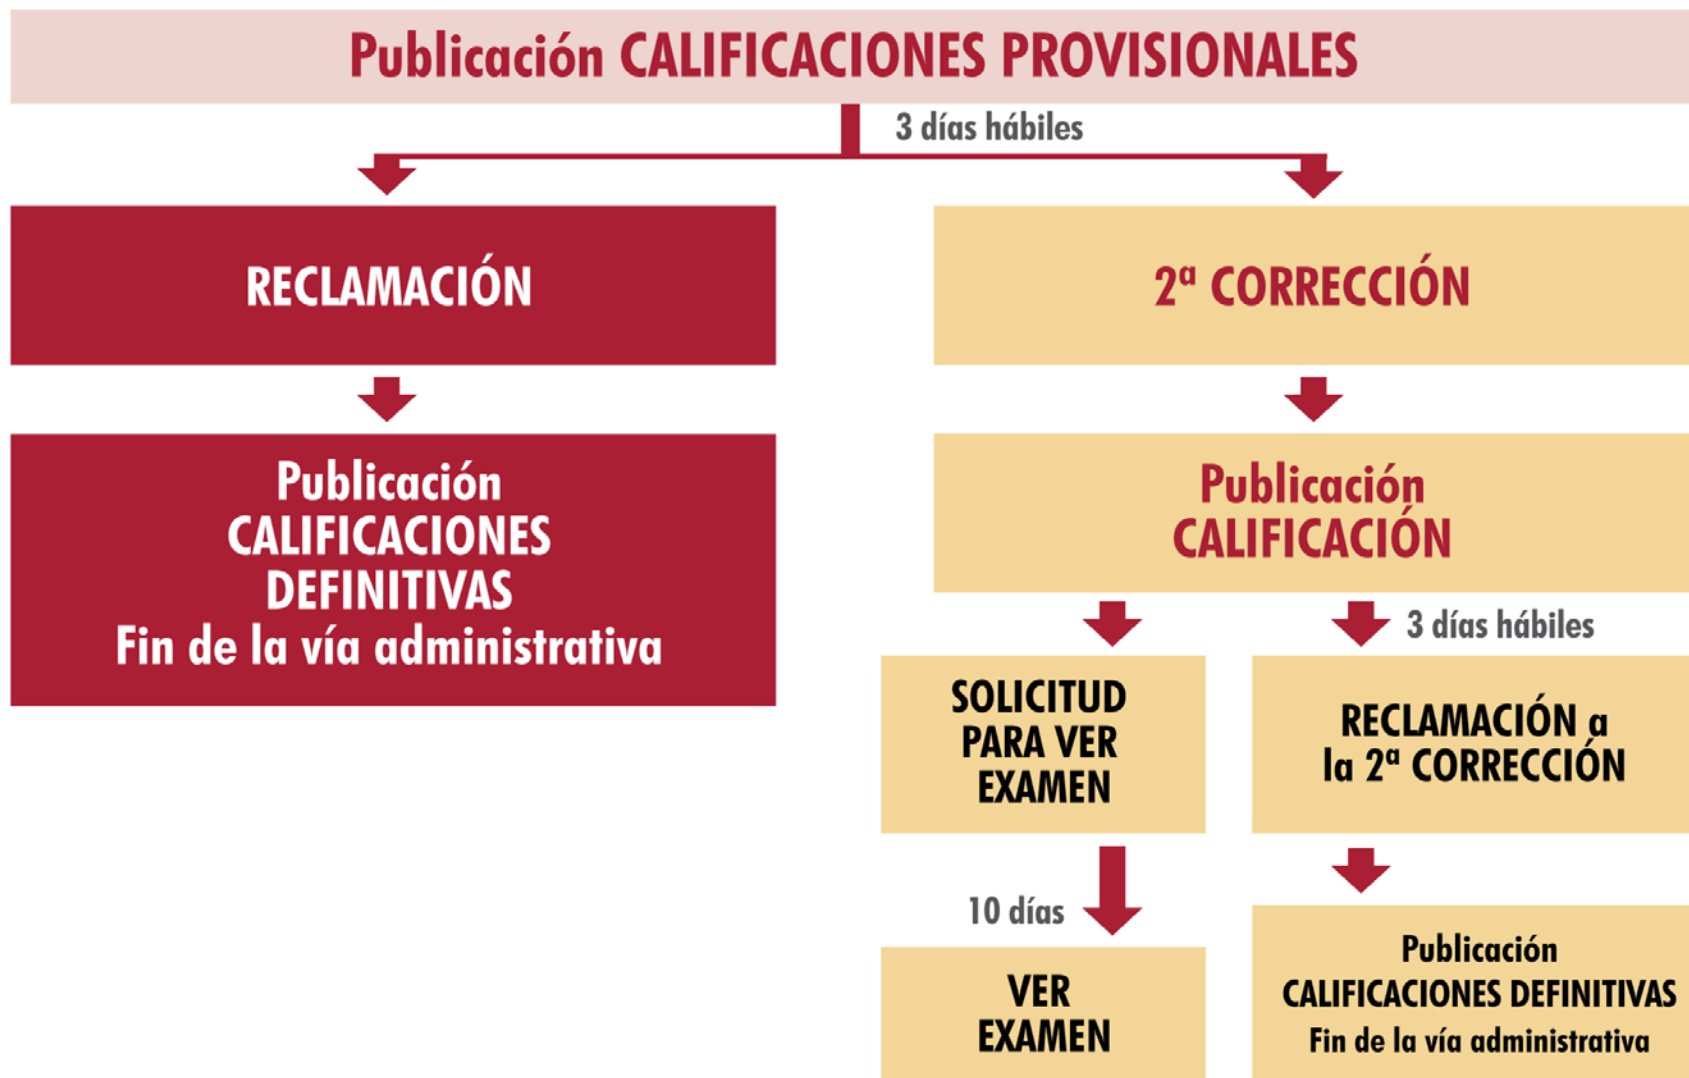 Publicación CALIFICACIONES PROVISIONALES
3 días hábiles
RECLAMACIÓN
2ª CORRECCIÓN
Publicación
CALIFICACIONES
DEFINITIVAS
Fin de la vía administrativa
Publicación
CALIFICACIÓN
3 días hábiles
SOLICITUD
PARA VER
EXAMEN
RECLAMACIÓN a
la 2ª CORRECCIÓN
10 días
VER
EXAMEN
Publicación
CALIFICACIONES DEFINITIVAS
Fin de la vía administrativa